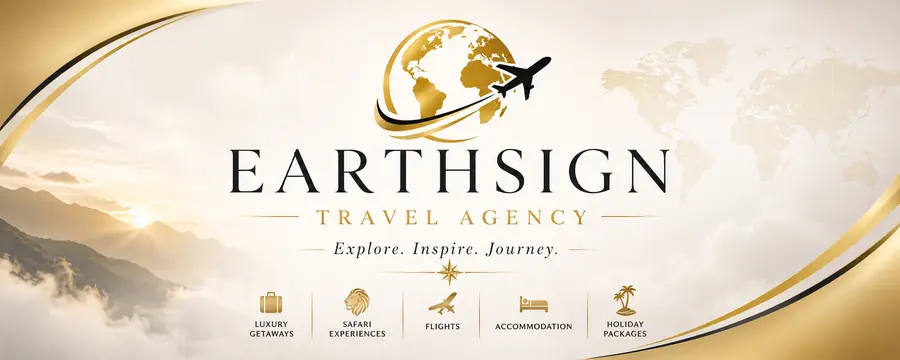 EARTHSIGN
TRAVEL AGENCY
Explore. Inspire. Journey.
LUXURY
GETAWAYS
SAFARI
EXPERIENCES
FLIGHTS
ACCOMMODATION
HOLIDAY
PACKAGES